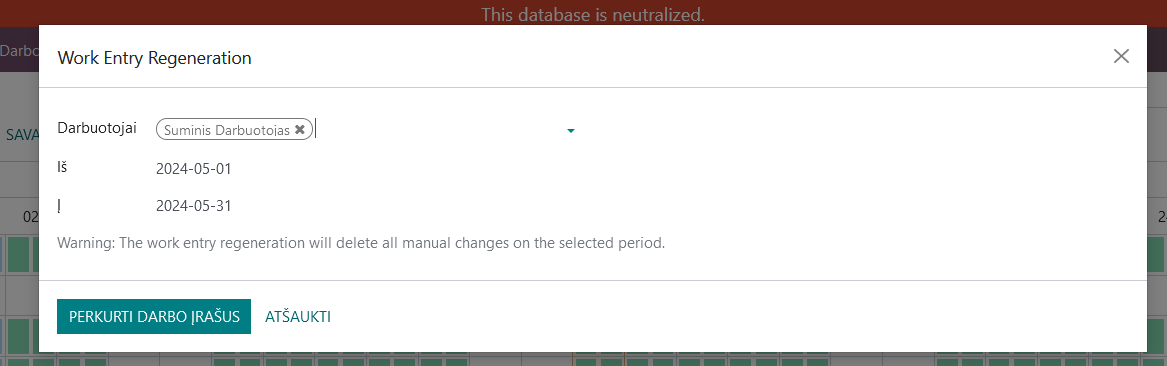 This database is neutralized.
Darbo
Work Entry Regeneration
SAVA
Darbuotojai Suminis Darbuotojas
Iš 2024-05-01
Į 2024-05-31
02
Warning: The work entry regeneration will delete all manual changes on the selected period.
PERKURTI DARBO ĮRAŠUS ATŠAUKTI